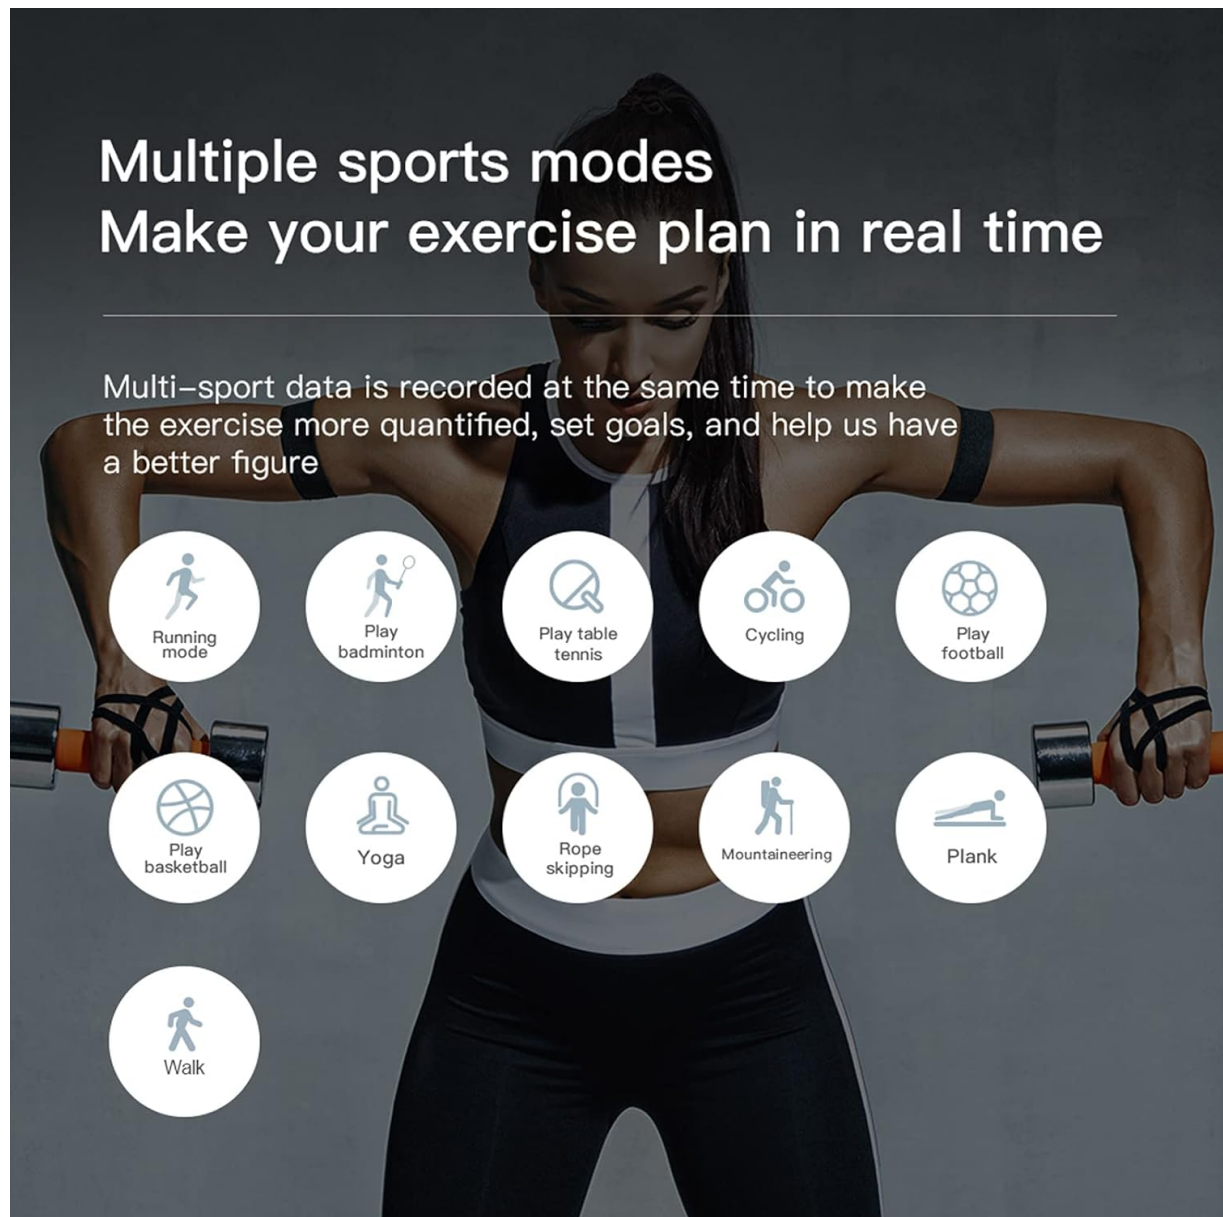 Multiple sports modes
Make your exercise plan in real time
Multi–sport data is recorded at the same time to make
the exercise more quantified, set goals, and help us have
a better figure
Running
mode
Play
badminton
Play table
tennis
Cycling
Play
football
Play
basketball
Yoga
Rope
skipping
Mountaineering
Plank
Walk